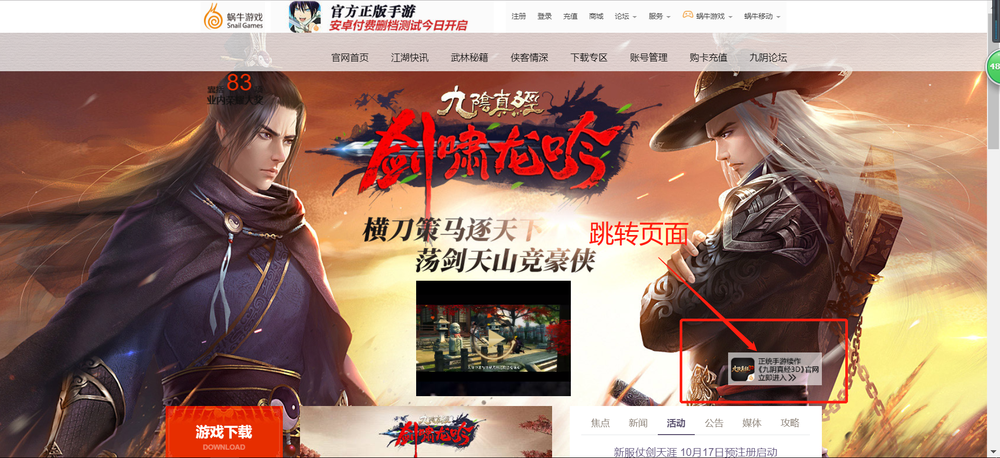 蜗牛游戏
Snail Games
官方正版手游
安卓付费删档测试今日开启
注册 登录 充值 商城 论坛 服务 蜗牛游戏 蜗牛移动
官网首页 江湖快讯 武林秘籍 侠客情深 下载专区 账号管理 购卡充值 九阴论坛
48
囊括83项
业内荣耀大奖
九陰真經
剑啸龙吟
横刀策马逐天下
荡剑天山竞豪侠
跳转页面
正统手游续作
《九阴真经3D》官网
立即进入
游戏下载
DOWNLOAD
九陰真經
剑啸龙吟
焦点 新闻 活动 公告 媒体 攻略
新服仗剑天涯 10月17日预注册启动